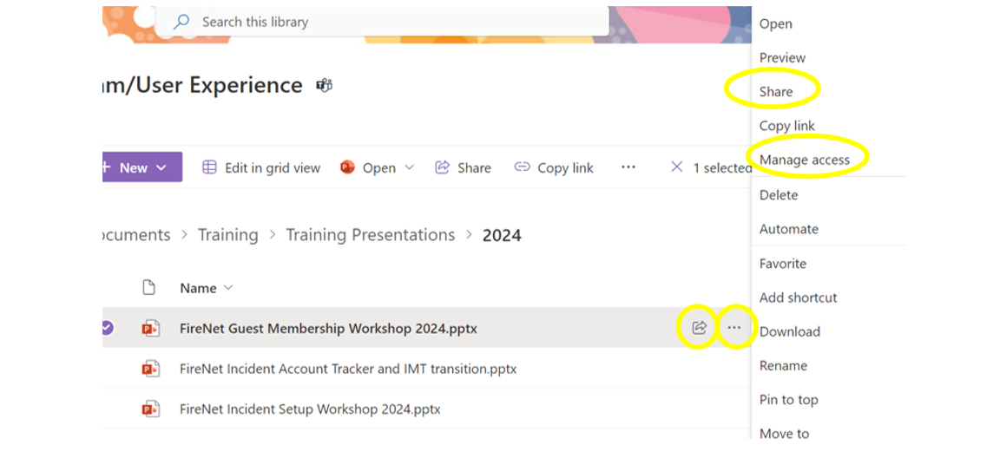 Search this library
am/User Experience
+ New
Edit in grid view
Open
Share
Copy link
...
1 selected
ocuments > Training > Training Presentations > 2024
Name
FireNet Guest Membership Workshop 2024.pptx
FireNet Incident Account Tracker and IMT transition.pptx
FireNet Incident Setup Workshop 2024.pptx
Open
Preview
Share
Copy link
Manage access
Delete
Automate
Favorite
Add shortcut
Download
Rename
Pin to top
Move to